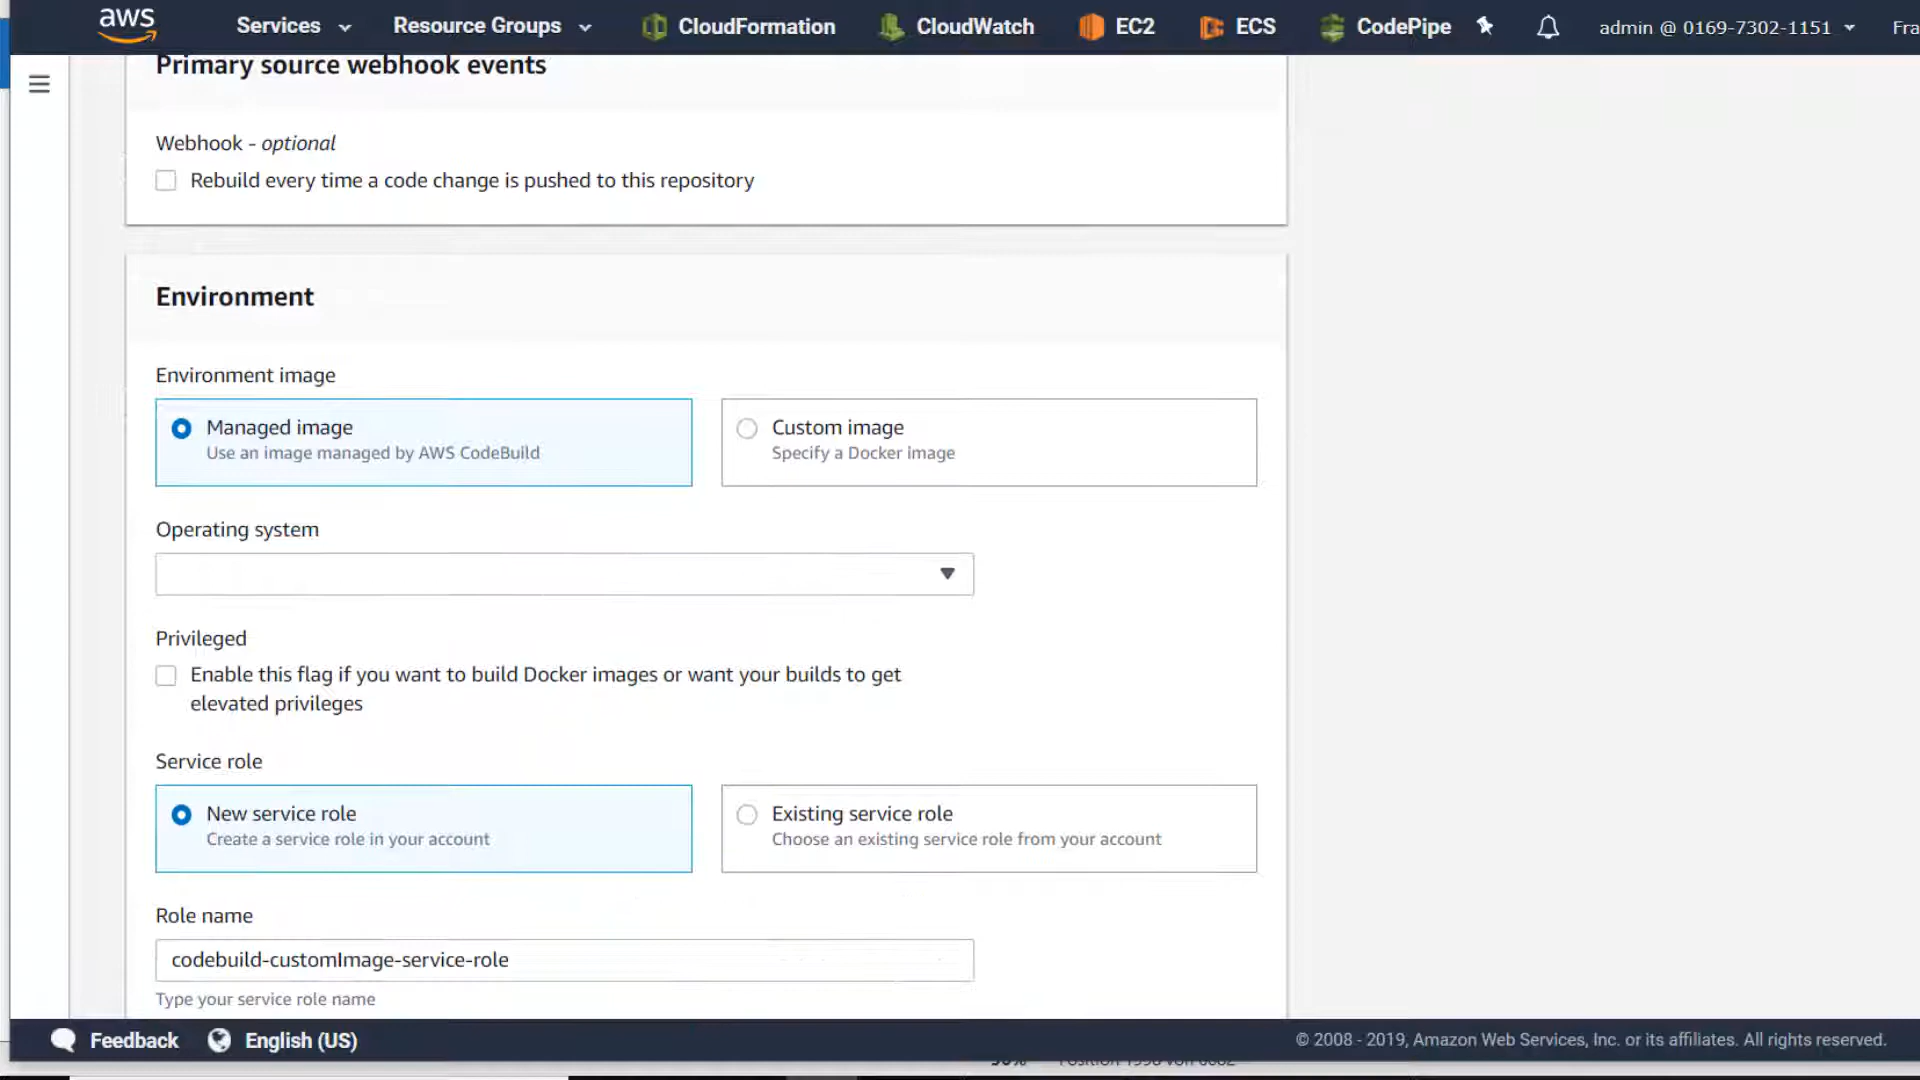 aws Services Resource Groups CloudFormation CloudWatch EC2 ECS CodePipe admin @ 0169-7302-1151 Fra
Primary source webhook events
Webhook - optional
Rebuild every time a code change is pushed to this repository
Environment
Environment image
Managed image
Use an image managed by AWS CodeBuild
Custom image
Specify a Docker image
Operating system
Privileged
Enable this flag if you want to build Docker images or want your builds to get
elevated privileges
Service role
New service role
Create a service role in your account
Existing service role
Choose an existing service role from your account
Role name
codebuild-customImage-service-role
Type your service role name
Feedback English (US) © 2008 - 2019, Amazon Web Services, Inc. or its affiliates. All rights reserved.